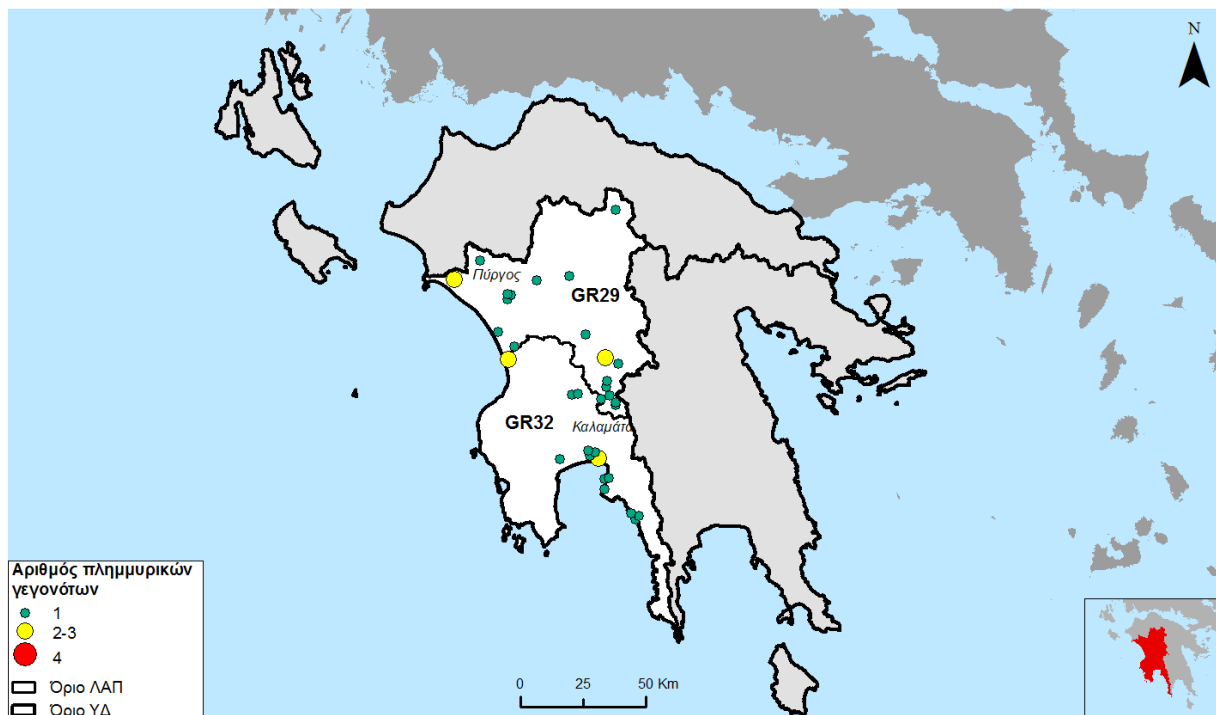 N
Πύργος
GR29
GR32
Καλαμάτα
Αριθμός πλημμυρικών
γεγονότων
1
2-3
4
Όριο ΛΑΠ
Όριο ΥΔ
0 25 50 Km